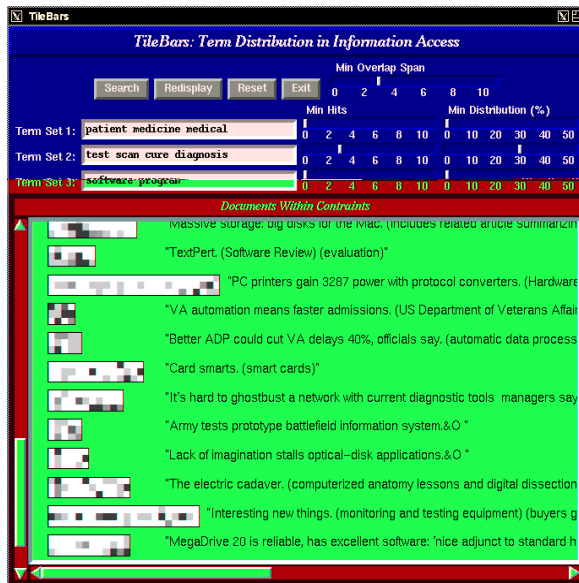 TileBars
TileBars: Term Distribution in Information Access
Min Overlap Span
Search Redisplay Reset Exit
0 2 4 6 8 10
Min Hits Min Distribution (%)
Term Set 1: patient medicine medical
0 2 4 6 8 10 0 10 20 30 40 50
Term Set 2: test scan cure diagnosis
0 2 4 6 8 10 0 10 20 30 40 50
Term Set 3: software program
0 2 4 6 8 10 0 10 20 30 40 50
Documents Within Contraints
"Massive storage: big disks for the Mac. (includes related article summarizin
"TextPert. (Software Review) (evaluation)"
"PC printers gain 3287 power with protocol converters. (Hardware
"VA automation means faster admissions. (US Department of Veterans Affair
"Better ADP could cut VA delays 40%, officials say. (automatic data process
"Card smarts. (smart cards)"
"It's hard to ghostbust a network with current diagnostic tools managers say
"Army tests prototype battlefield information system.&O "
"Lack of imagination stalls optical-disk applications.&O "
"The electric cadaver. (computerized anatomy lessons and digital dissection
"Interesting new things. (monitoring and testing equipment) (buyers g
"MegaDrive 20 is reliable, has excellent software: 'nice adjunct to standard h